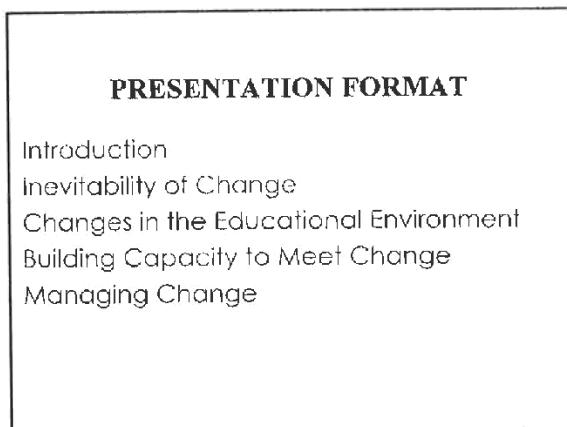 PRESENTATION FORMAT
Introduction
Inevitability of Change
Changes in the Educational Environment
Building Capacity to Meet Change
Managing Change